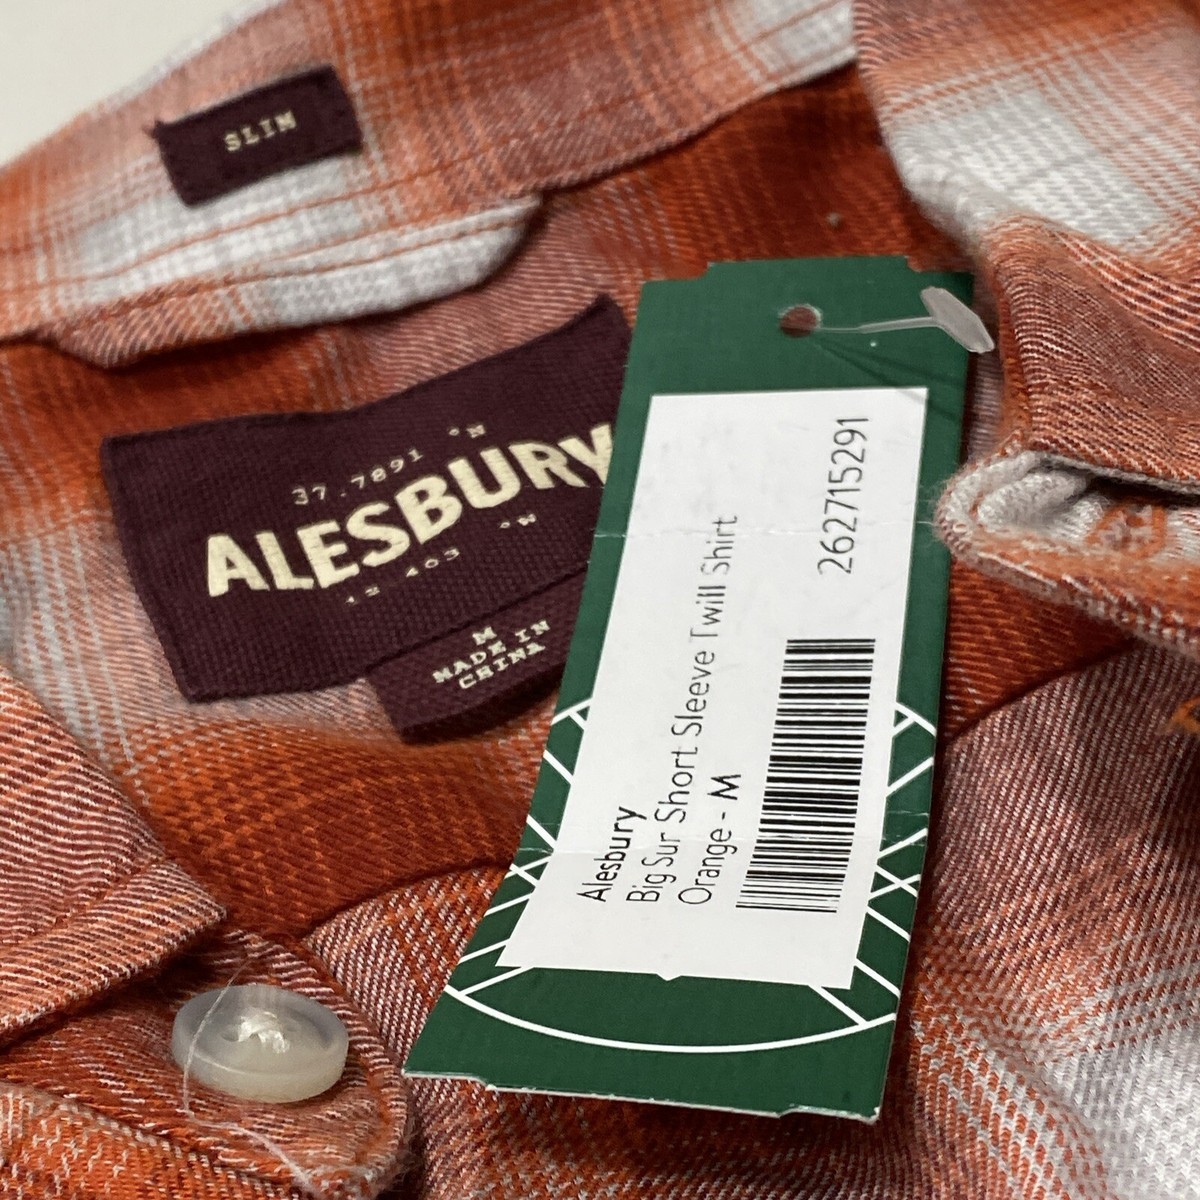 SLIM
37.7891 °N
ALESBURY
°W
M
MADE IN
CHINA
262715291
Alesbury
Big Sur Short Sleeve Twill Shirt
Orange - M